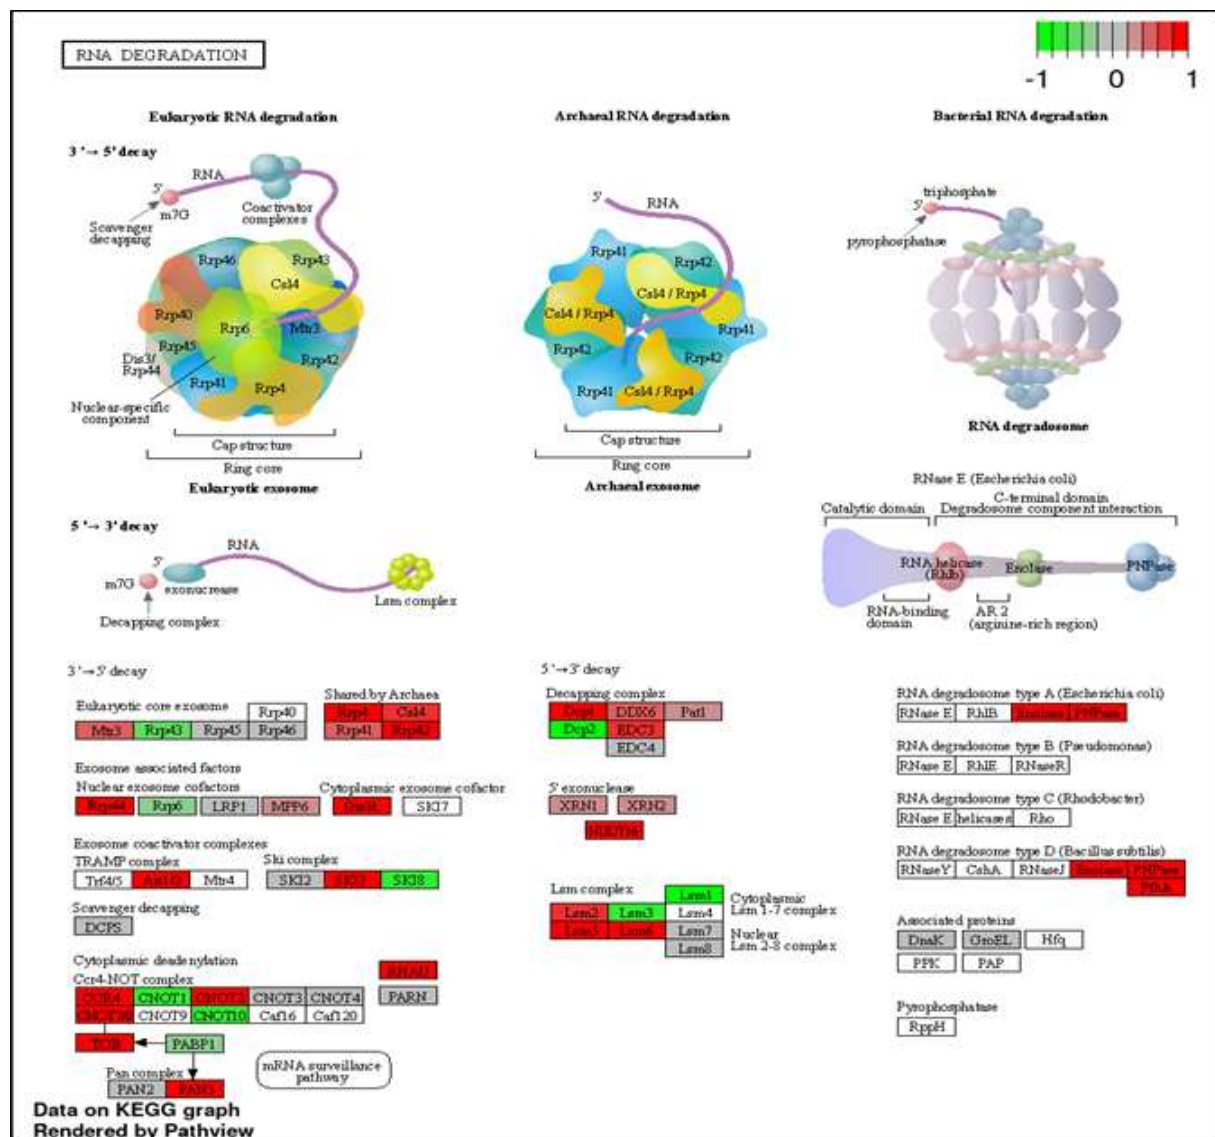 RNA DEGRADATION
-1 0 1
Eukaryotic RNA degradation
Archaeal RNA degradation
Bacterial RNA degradation
3'→ 5' decay
RNA
5'
m7G
Scavenger
decapping
Coactivator
complexes
Rrp46
Rrp43
Csl4
Rrp40
Rrp6
Mtr3
Rrp45
Dis3/
Rrp44
Rrp42
Rrp41
Rrp4
Nuclear-specific
component
Cap structure
Ring core
Eukaryotic exosome
5'
RNA
Rrp41
Rrp42
Csl4 / Rrp4
Csl4 / Rrp4
Rrp41
Rrp42
Rrp42
Rrp41
Csl4 / Rrp4
Cap structure
Ring core
Archaeal exosome
triphosphate
5'
pyrophosphatase
RNA degradosome
RNase E (Escherichia coli)
C-terminal domain
Catalytic domain
Degradosome component interaction
RNA helicase
(Rhlb)
Enolase
PNPase
RNA-binding
domain
AR 2
(arginine-rich region)
5'→ 3' decay
RNA
5'
m7G
exonucrease
Lsm complex
Decapping complex
3'→5' decay
Eukaryotic core exosome
Rrp40
Mtr3 Rrp43 Rrp45 Rrp46
Shared by Archaea
Rrp4 Csl4
Rrp41 Rrp42
Exosome associated factors
Nuclear exosome cofactors
Rrp44 Rrp6 LRP1 MPP6
Cytoplasmic exosome cofactor
SKI7
Exosome coactivator complexes
TRAMP complex
Trf4/5 Air1/2 Mtr4
Ski complex
SKI2 SKI3 SKI8
Scavenger decapping
DCPS
Cytoplasmic deadenylation
Ccr4-NOT complex
CCR4 CNOT1 CNOT2 CNOT3 CNOT4
CNOT9 CNOT10 Caf16 Caf120
PARN
TOB PABP1
Pan complex
PAN2 PAN3
mRNA surveillance
pathway
5'→3' decay
Decapping complex
Dcp1 DDX6 Pat1
Dcp2 EDC3
EDC4
5' exonuclease
XRN1 XRN2
NUDT16
Lsm complex
Lsm1
Lsm2 Lsm3 Lsm4
Lsm5 Lsm6 Lsm7
Lsm8
Cytoplasmic
Lsm 1-7 complex
Nuclear
Lsm 2-8 complex
RNA degradosome type A (Escherichia coli)
RNase E RhlB Enolase PNPase
RNA degradosome type B (Pseudomonas)
RNase E RhlE RNaseR
RNA degradosome type C (Rhodobacter)
RNase E helicases Rho
RNA degradosome type D (Bacillus subtilis)
RNaseY CshA RNaseJ Enolase PNPase
PfkA
Associated proteins
DnaK GroEL Hfq
PPK PAP
Pyrophosphatase
RppH
Data on KEGG graph
Rendered by Pathview